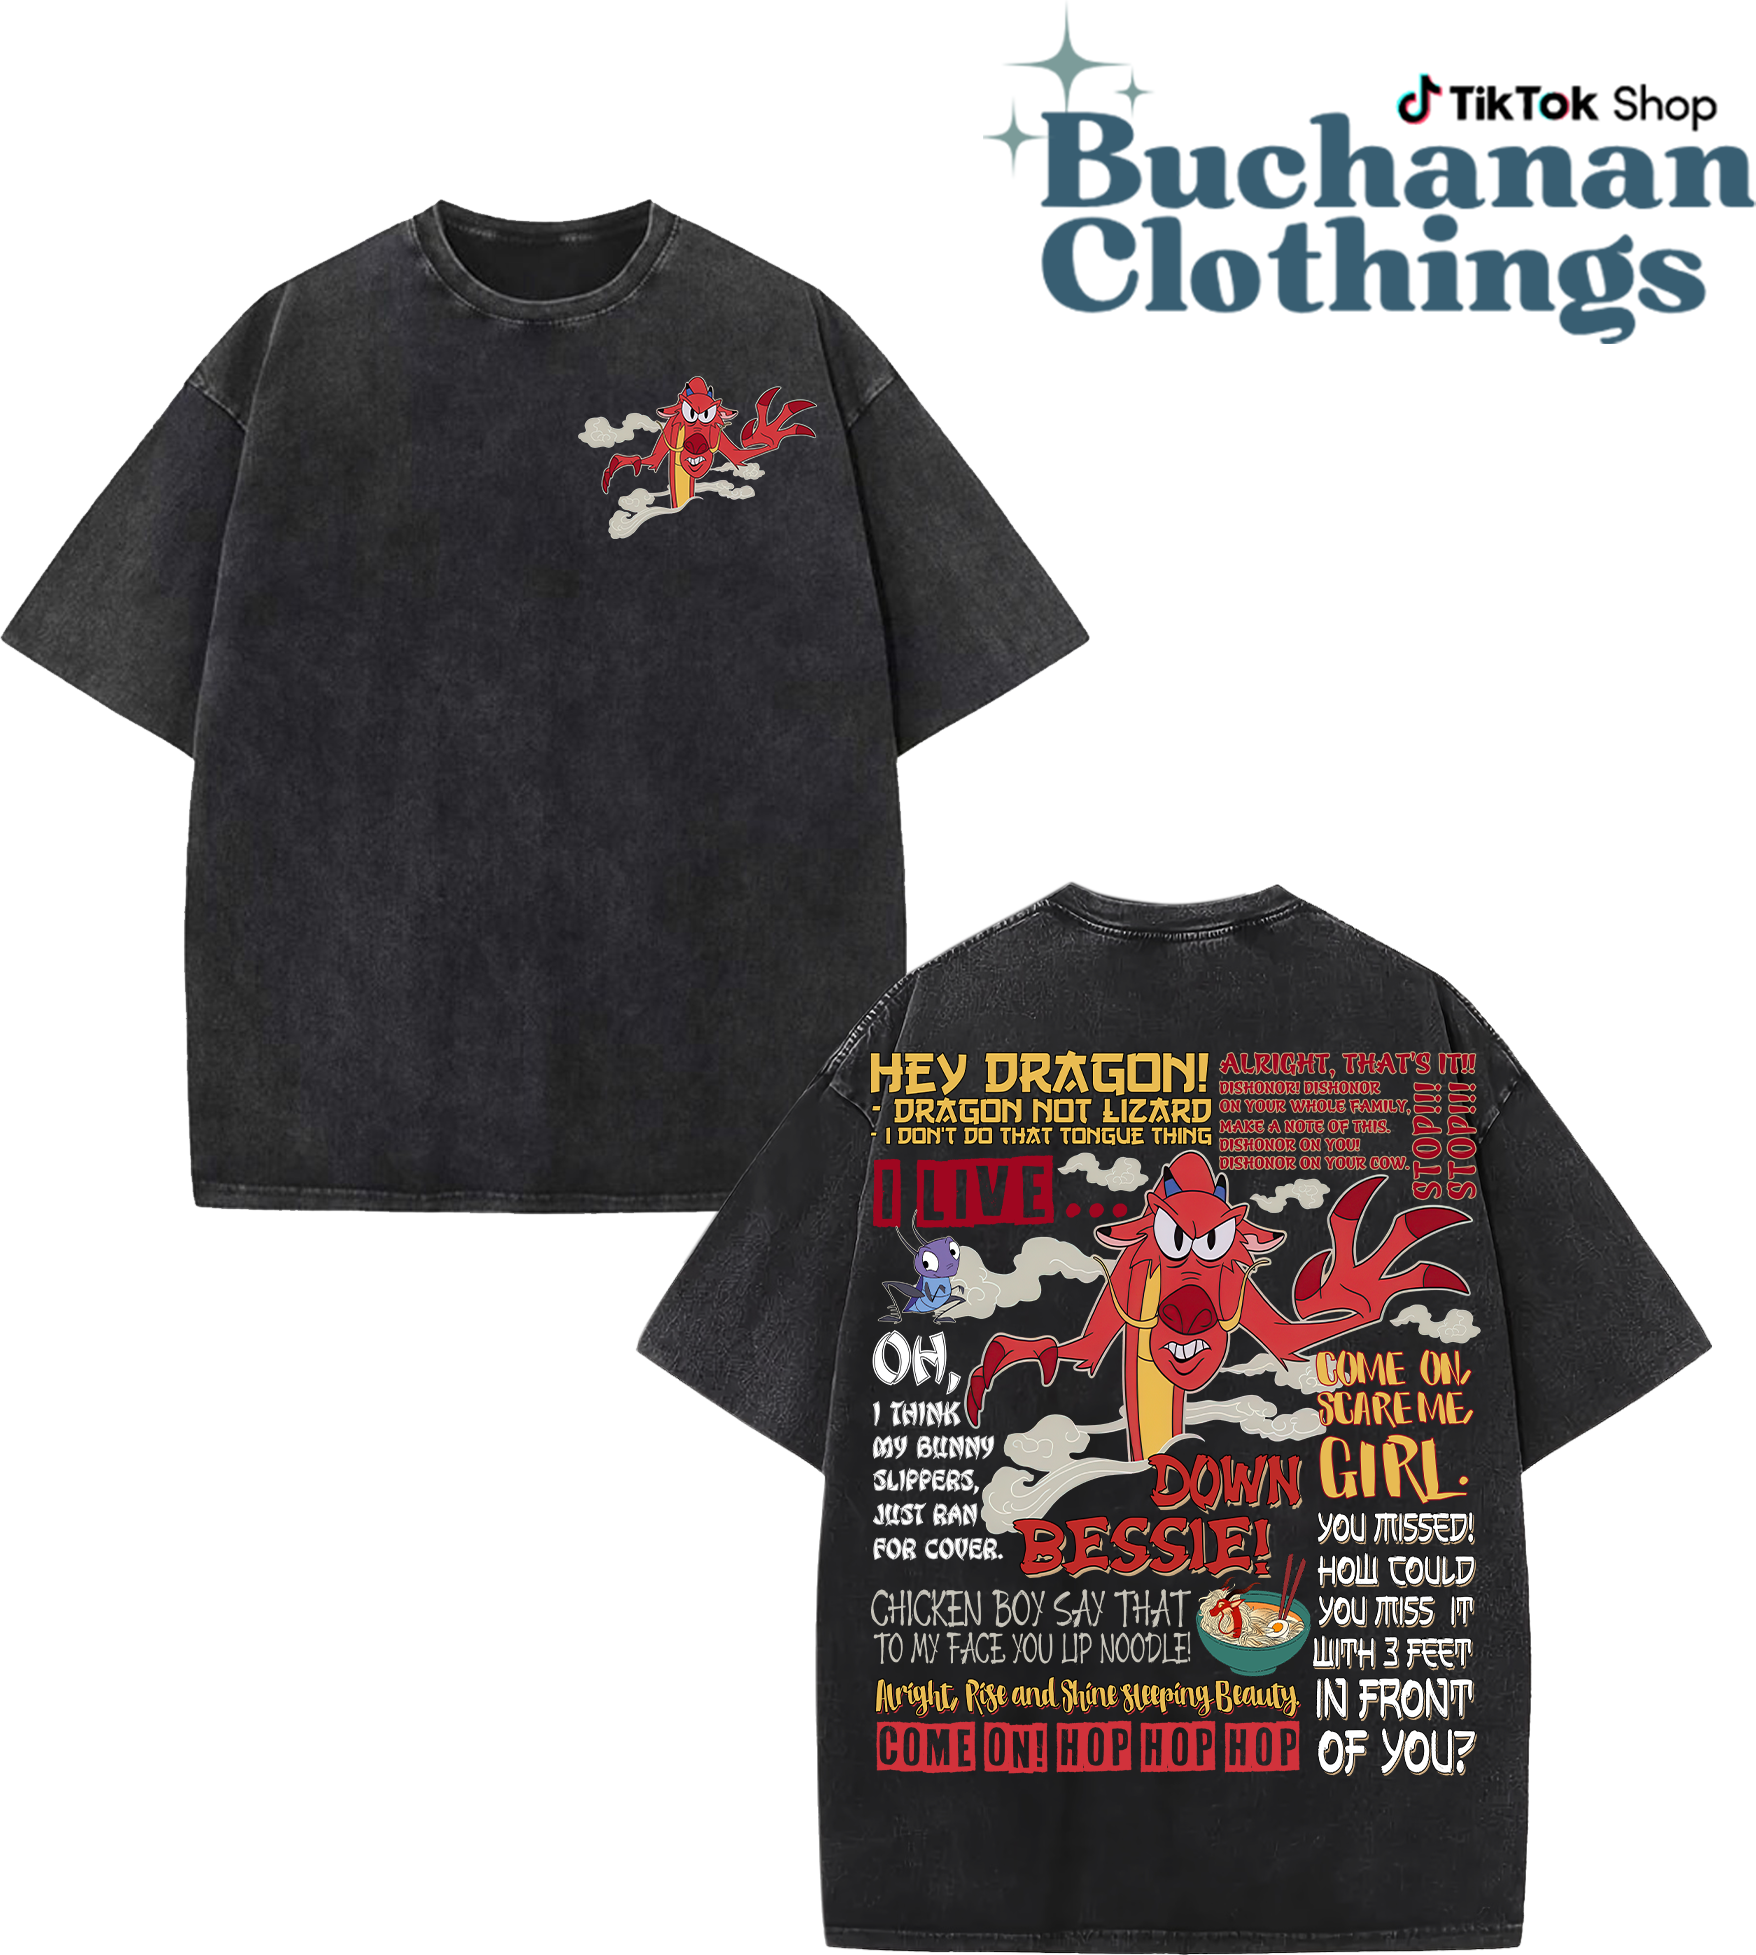 TikTok Shop
Buchanan
Clothings
HEY DRAGON!
- DRAGON NOT LIZARD
- I DON'T DO THAT TONGUE THING
ALRIGHT, THAT'S IT!!
DISHONOR! DISHONOR
ON YOUR WHOLE FAMILY,
MAKE A NOTE OF THIS.
DISHONOR ON YOU!
DISHONOR ON YOUR COW.
STOP!!!
STOP!!!
I LIVE...
OH,
I THINK
MY BUNNY
SLIPPERS,
JUST RAN
FOR COVER.
COME ON,
SCARE ME,
GIRL.
DOWN
BESSIE!
YOU MISSED!
HOW COULD
YOU MISS IT
WITH 3 FEET
IN FRONT
OF YOU?
CHICKEN BOY SAY THAT
TO MY FACE YOU LIP NOODLE!
Alright, Rise and Shine sleeping Beauty.
COME ON! HOP HOP HOP